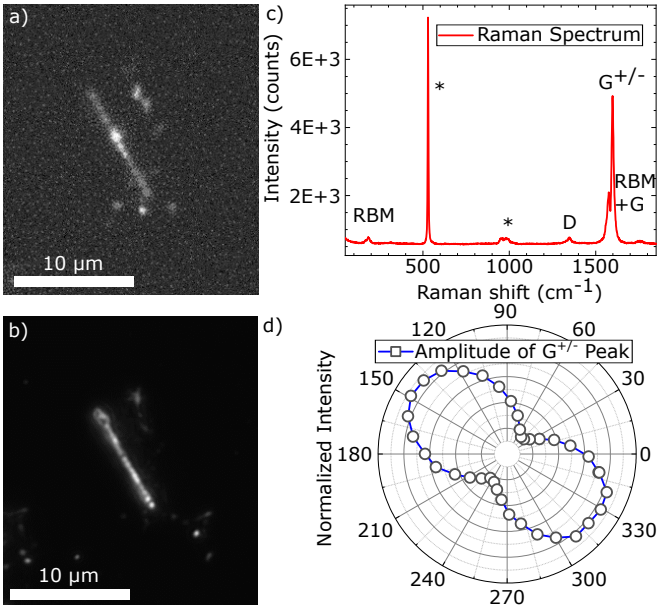 a)
10 µm
b)
10 µm
c)
Intensity (counts)
6E+3
4E+3
2E+3
Raman Spectrum
RBM
*
*
D
G+/-
RBM
+G
500
1000
1500
Raman shift (cm-1)
d)
Normalized Intensity
Amplitude of G+/- Peak
90
120
60
150
30
180
0
210
330
240
300
270